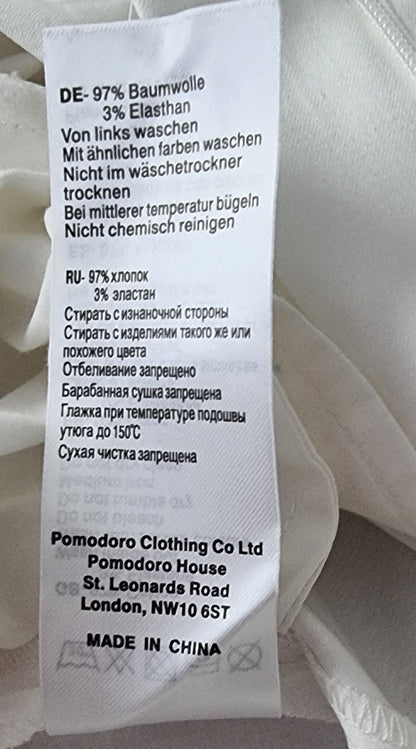 DE- 97% Baumwolle
3% Elasthan
Von links waschen
Mit ähnlichen farben waschen
Nicht im wäschetrockner
trocknen
Bei mittlerer temperatur bügeln
Nicht chemisch reinigen
RU- 97% хлопок
3% эластан
Стирать с изнаночной стороны
Стирать с изделиями такого же или
похожего цвета
Отбеливание запрещено
Барабанная сушка запрещена
Глажка при температуре подошвы
утюга до 150℃
Сухая чистка запрещена
Pomodoro Clothing Co Ltd
Pomodoro House
St. Leonards Road
London, NW10 6ST
MADE IN CHINA